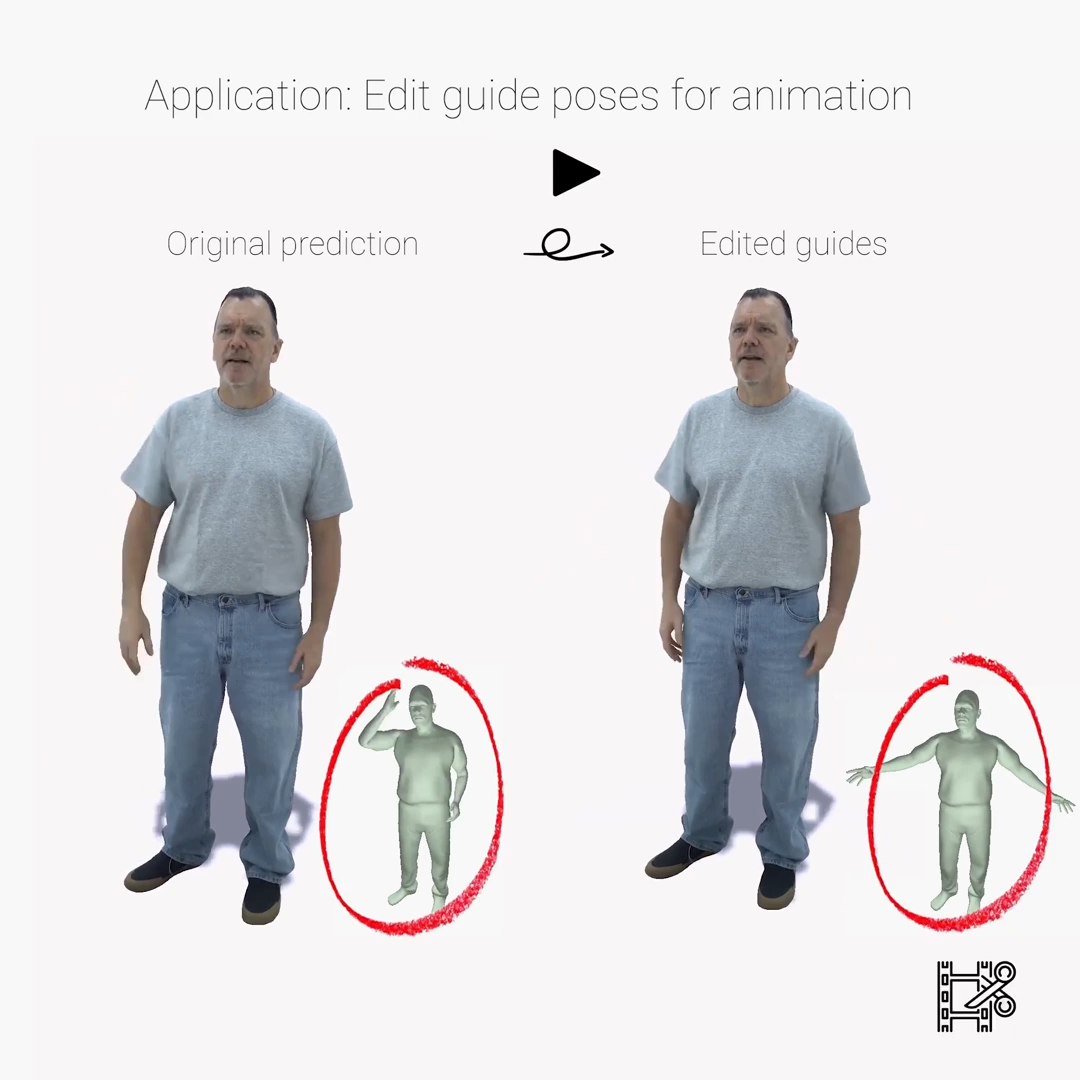 Application: Edit guide poses for animation
Original prediction
Edited guides